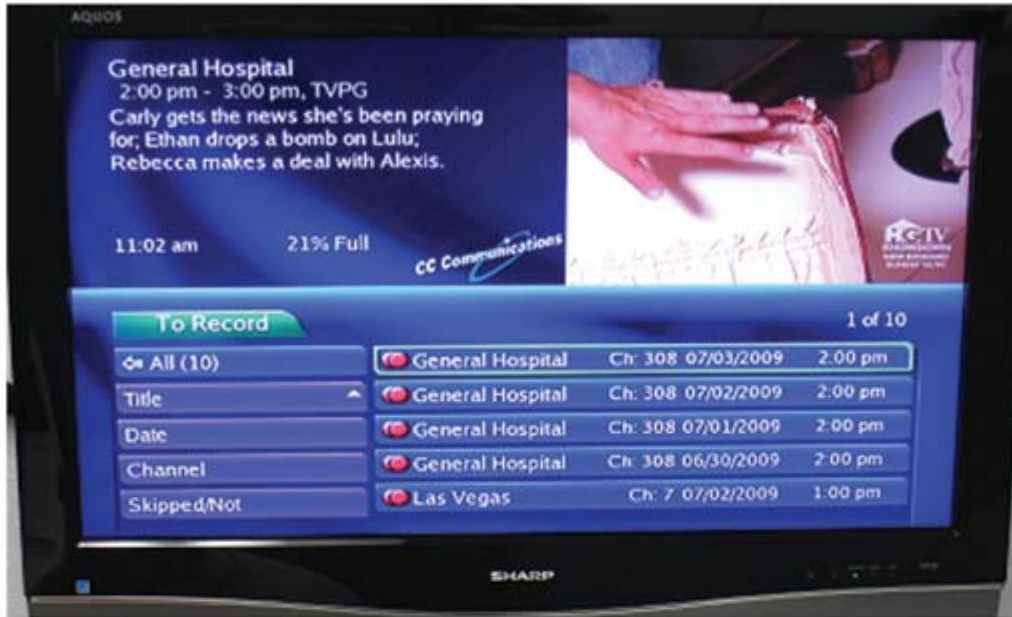 AQUOS
General Hospital
2:00 pm - 3:00 pm, TVPG
Carly gets the news she's been praying
for; Ethan drops a bomb on Lulu;
Rebecca makes a deal with Alexis.
11:02 am 21% Full
CC Communications
HGTV
To Record 1 of 10
All (10)
Title
Date
Channel
Skipped/Not
General Hospital Ch: 308 07/03/2009 2:00 pm
General Hospital Ch: 308 07/02/2009 2:00 pm
General Hospital Ch: 308 07/01/2009 2:00 pm
General Hospital Ch: 308 06/30/2009 2:00 pm
Las Vegas Ch: 7 07/02/2009 1:00 pm
SHARP